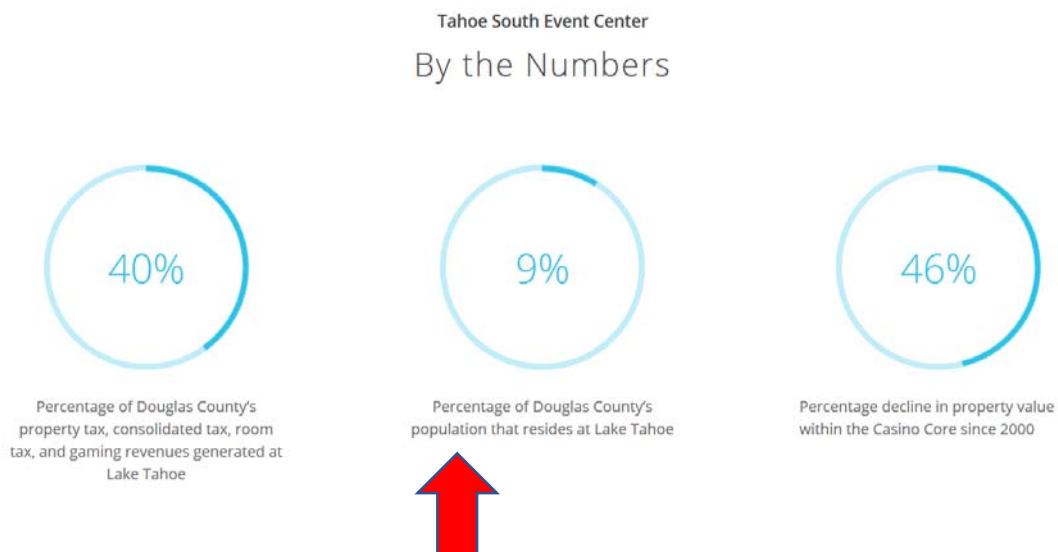 Tahoe South Event Center
By the Numbers
40%
Percentage of Douglas County's
property tax, consolidated tax, room
tax, and gaming revenues generated at
Lake Tahoe
9%
Percentage of Douglas County's
population that resides at Lake Tahoe
46%
Percentage decline in property value
within the Casino Core since 2000